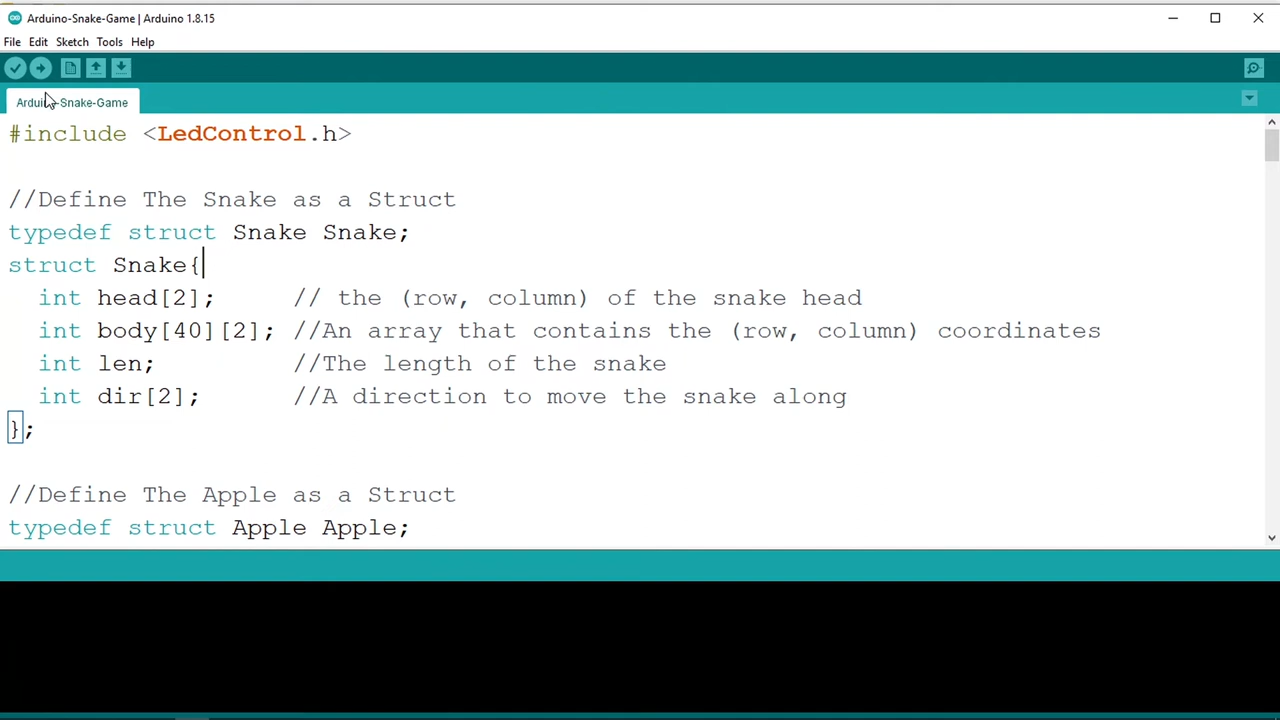 Arduino-Snake-Game | Arduino 1.8.15
File Edit Sketch Tools Help
Arduino-Snake-Game
#include <LedControl.h>
//Define The Snake as a Struct
typedef struct Snake Snake;
struct Snake{
int head[2]; // the (row, column) of the snake head
int body[40][2]; //An array that contains the (row, column) coordinates
int len; //The length of the snake
int dir[2]; //A direction to move the snake along
};
//Define The Apple as a Struct
typedef struct Apple Apple;